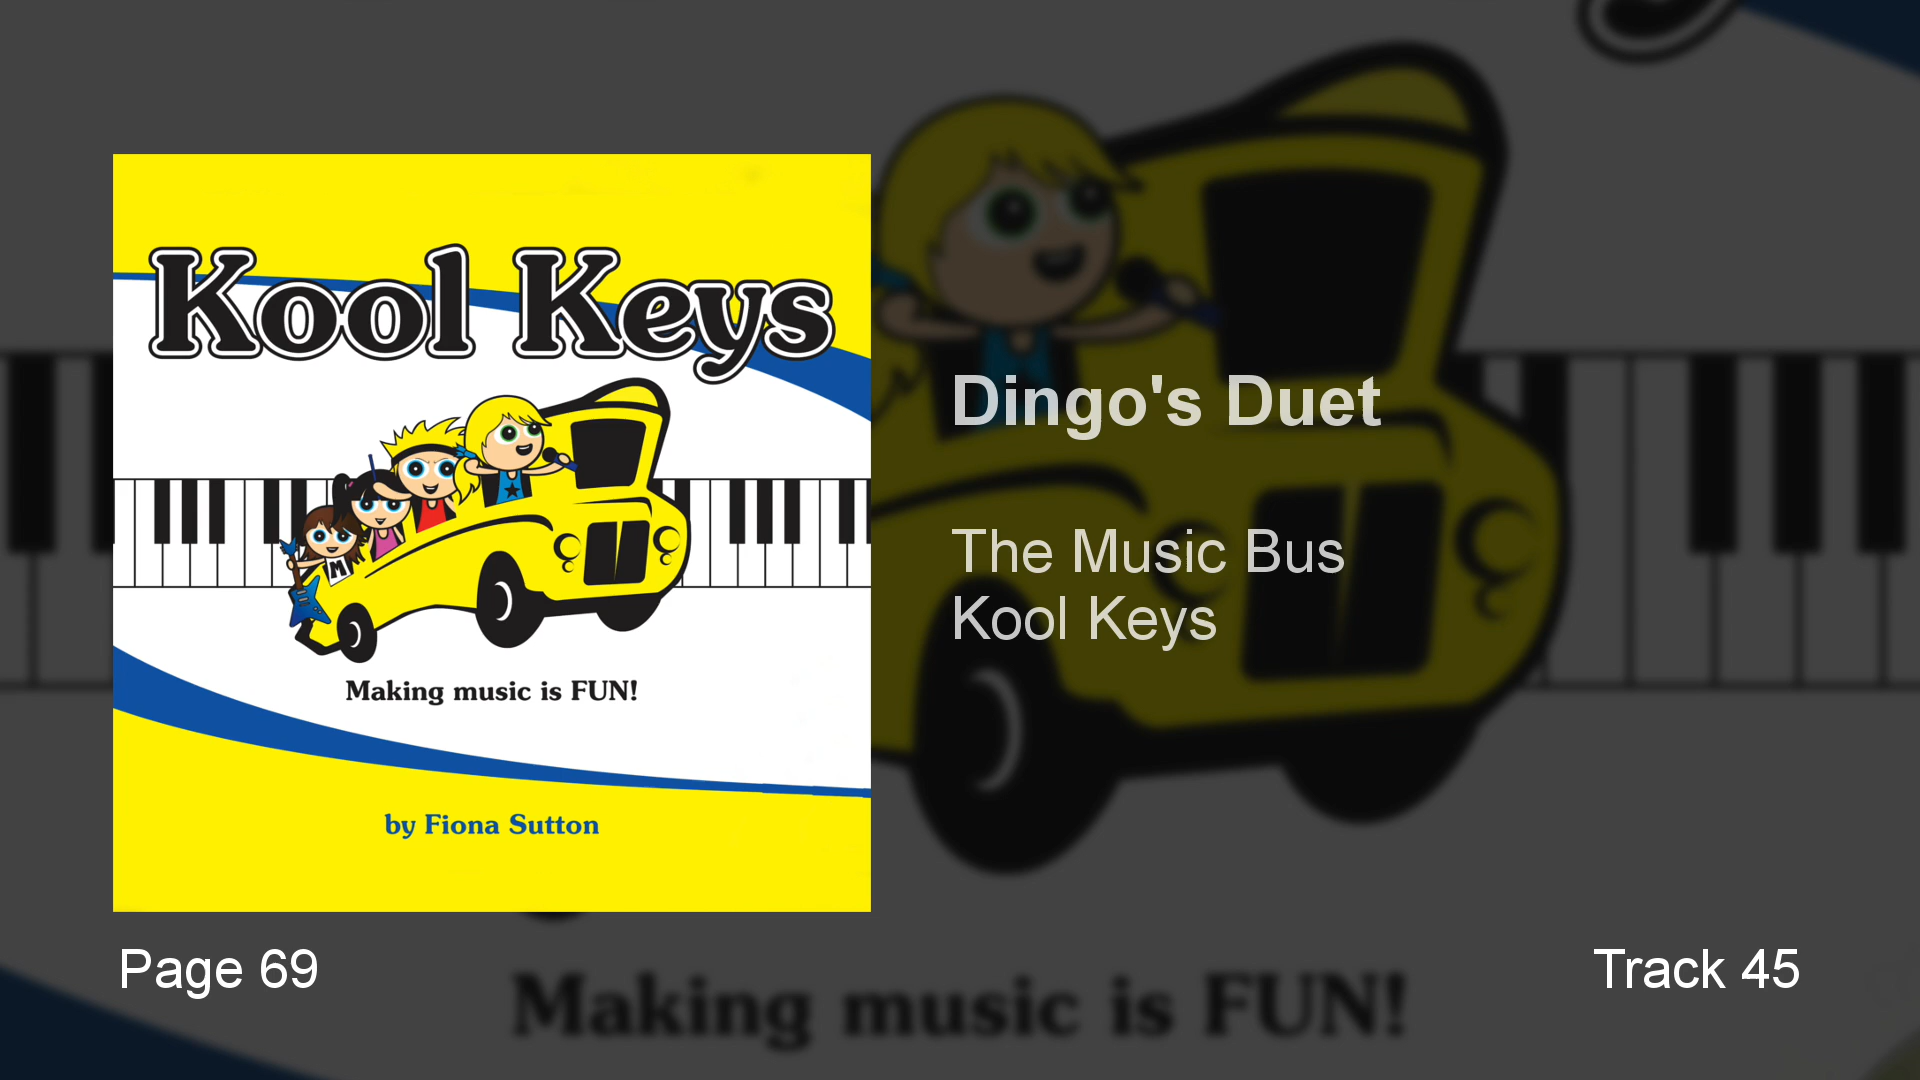 Kool Keys
M
Making music is FUN!
by Fiona Sutton
Dingo's Duet
The Music Bus
Kool Keys
Page 69
Track 45
Making music is FUN!